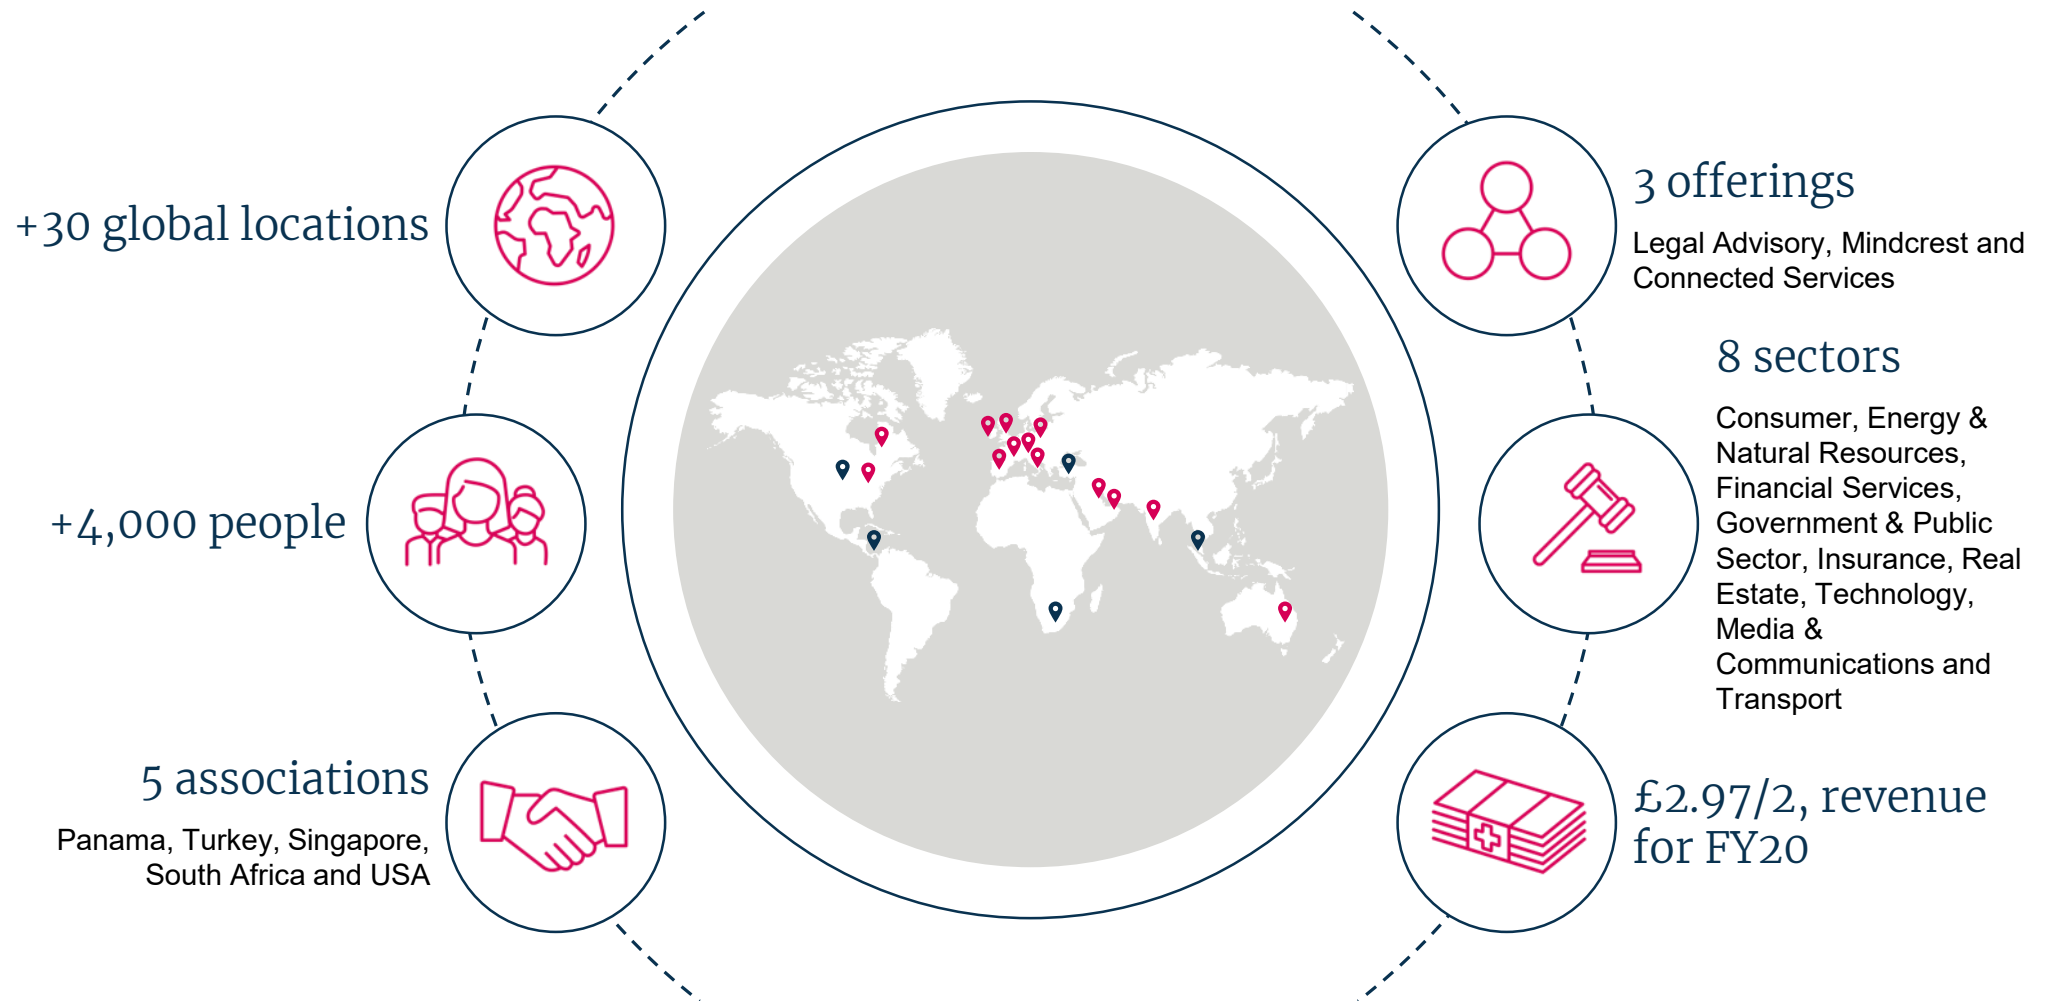 +30 global locations
+4,000 people
5 associations
Panama, Turkey, Singapore,
South Africa and USA
3 offerings
Legal Advisory, Mindcrest and
Connected Services
8 sectors
Consumer, Energy &
Natural Resources,
Financial Services,
Government & Public
Sector, Insurance, Real
Estate, Technology,
Media &
Communications and
Transport
£2.97/2, revenue
for FY20